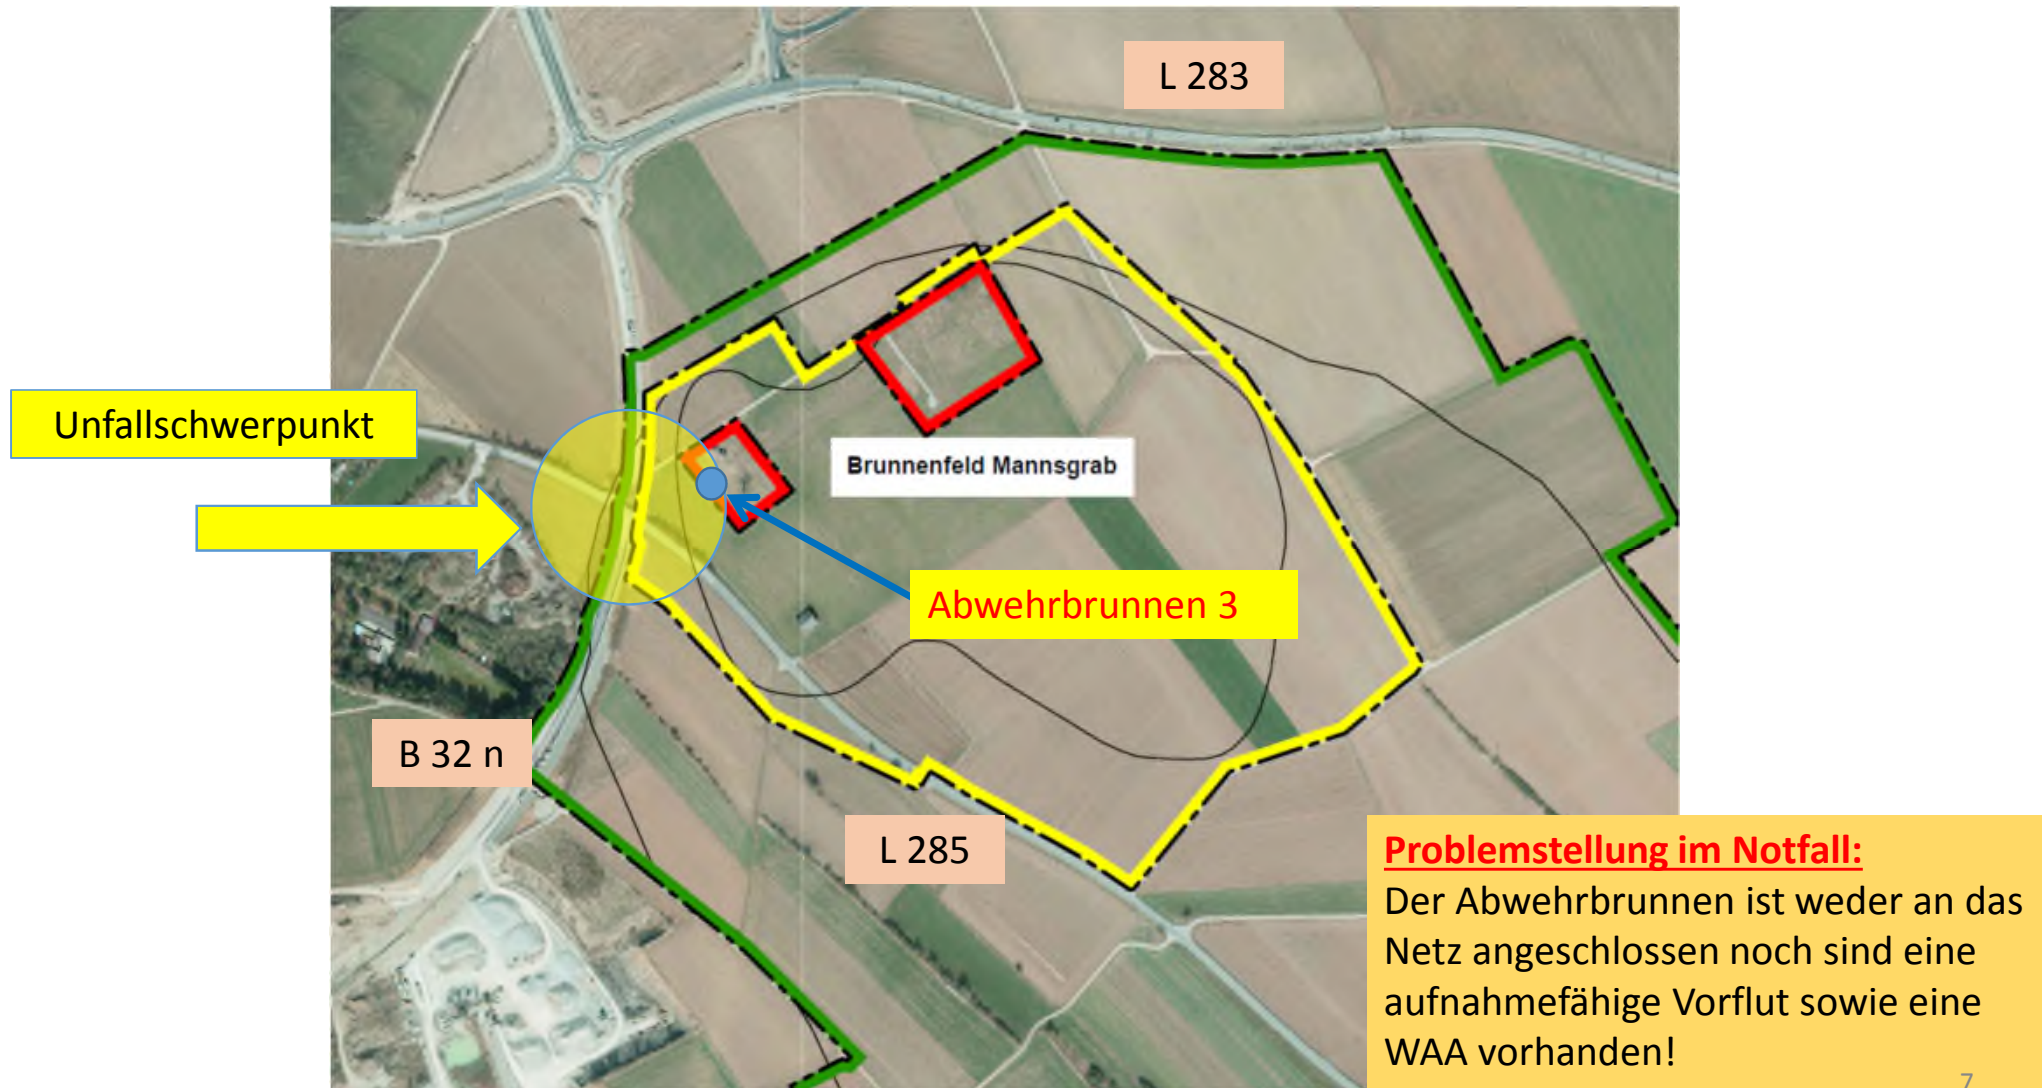 L 283
Unfallschwerpunkt
Brunnenfeld Mannsgrab
Abwehrbrunnen 3
B 32 n
L 285
Problemstellung im Notfall:
Der Abwehrbrunnen ist weder an das
Netz angeschlossen noch sind eine
aufnahmefähige Vorflut sowie eine
WAA vorhanden!
7